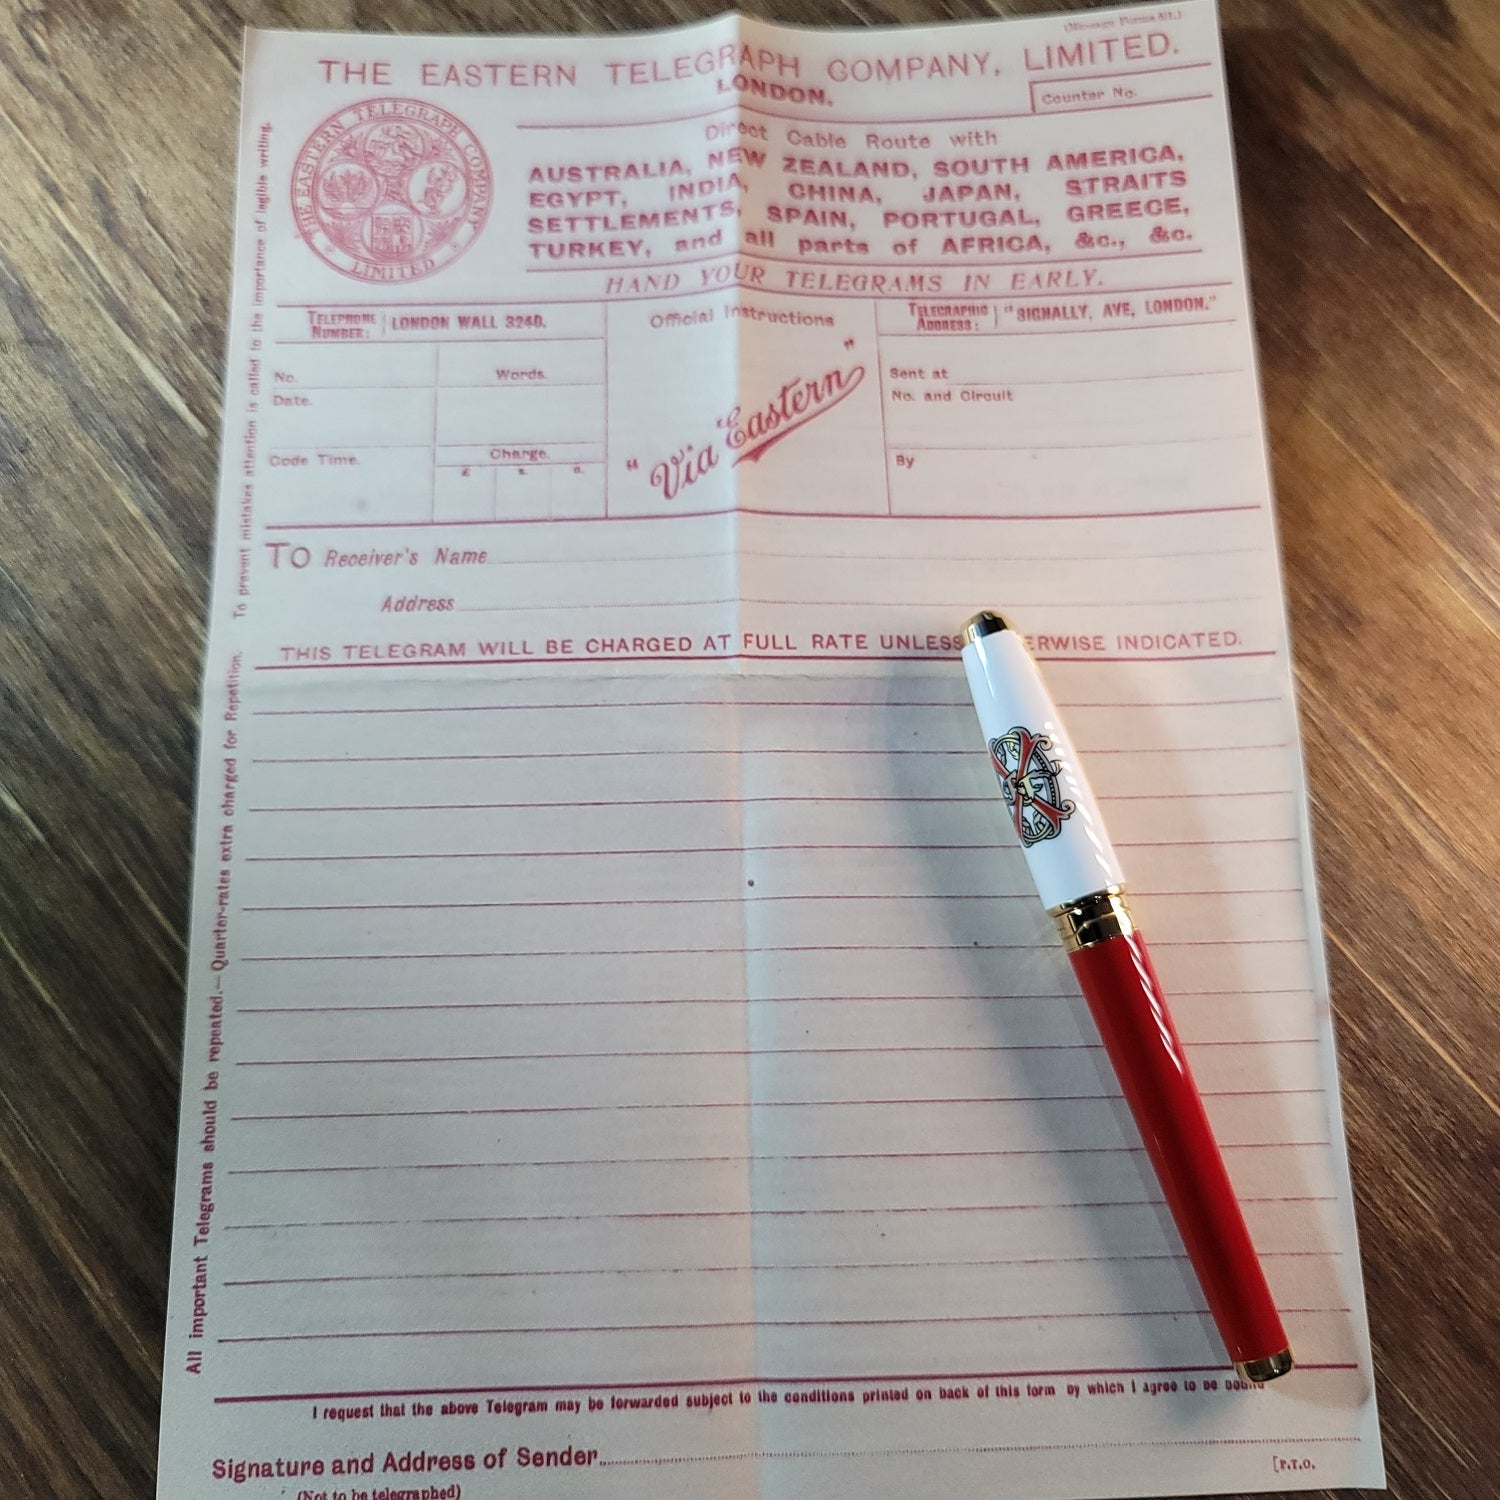 THE EASTERN TELEGRAPH COMPANY, LIMITED.
LONDON.
Counter No.
THE EASTERN TELEGRAPH COMPANY
LIMITED
Direct Cable Route with
AUSTRALIA, NEW ZEALAND, SOUTH AMERICA,
EGYPT, INDIA, CHINA, JAPAN, STRAITS
SETTLEMENTS, SPAIN, PORTUGAL, GREECE,
TURKEY, and all parts of AFRICA, &c., &c.
HAND YOUR TELEGRAMS IN EARLY.
TELEPHONE NUMBER: LONDON WALL 3240.
Official Instructions
TELEGRAPHIC ADDRESS: "SIGNALLY, AVE, LONDON."
No.
Words.
Date.
Code Time.
Charge.
£ s. d.
"Via Eastern"
Sent at
No. and Circuit
By
TO Receiver's Name
Address
THIS TELEGRAM WILL BE CHARGED AT FULL RATE UNLESS ERWISE INDICATED.
To prevent mistakes attention is called to the importance of legible writing.
All important Telegrams should be repeated.—Quarter-rates extra charged for Repetition.
I request that the above Telegram may be forwarded subject to the conditions printed on back of this form by which I agree to be bound
Signature and Address of Sender
(Not to be telegraphed)
[P.T.O.